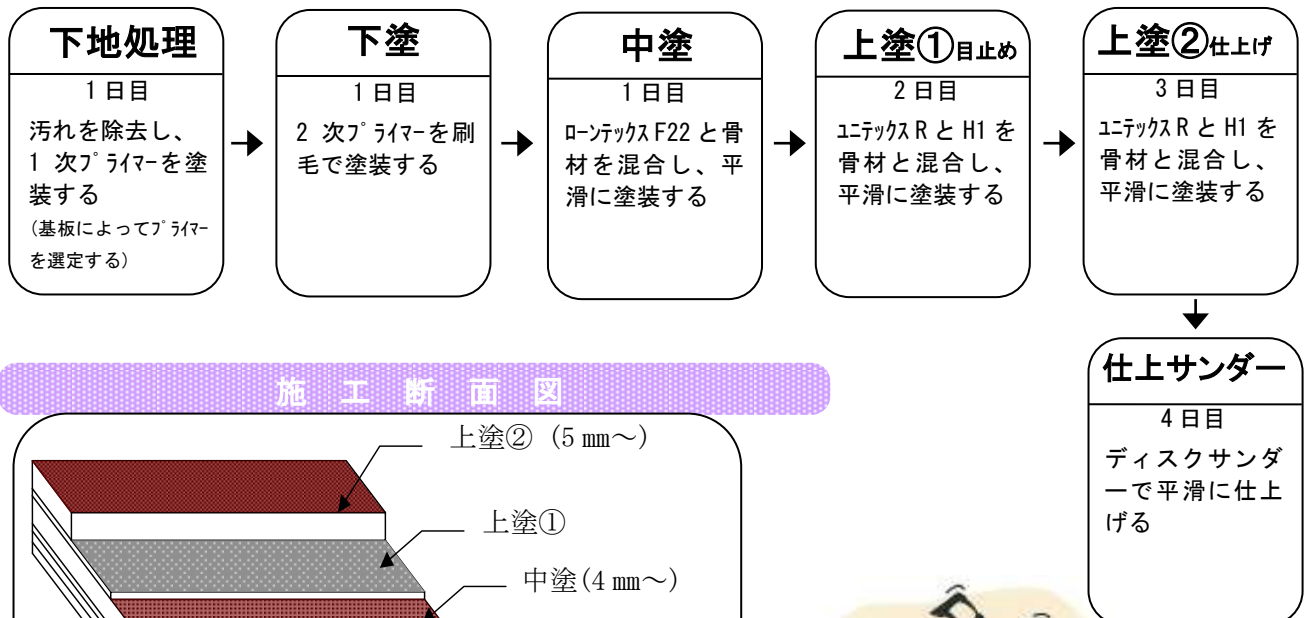 下地処理
1日目
汚れを除去し、
1 次プライマーを塗
装する
(基板によってプライマー
を選定する)
下塗
1日目
2 次プライマーを刷
毛で塗装する
中塗
1日目
ローンテックスF22 と骨
材を混合し、平
滑に塗装する
上塗①目止め
2日目
ユニテックスR と H1 を
骨材と混合し、
平滑に塗装する
上塗②仕上げ
3日目
ユニテックスR と H1 を
骨材と混合し、
平滑に塗装する
仕上サンダー
4日目
ディスクサンダ
ーで平滑に仕上
げる
施工断面図
上塗② (5㎜~)
上塗①
中塗(4㎜~)